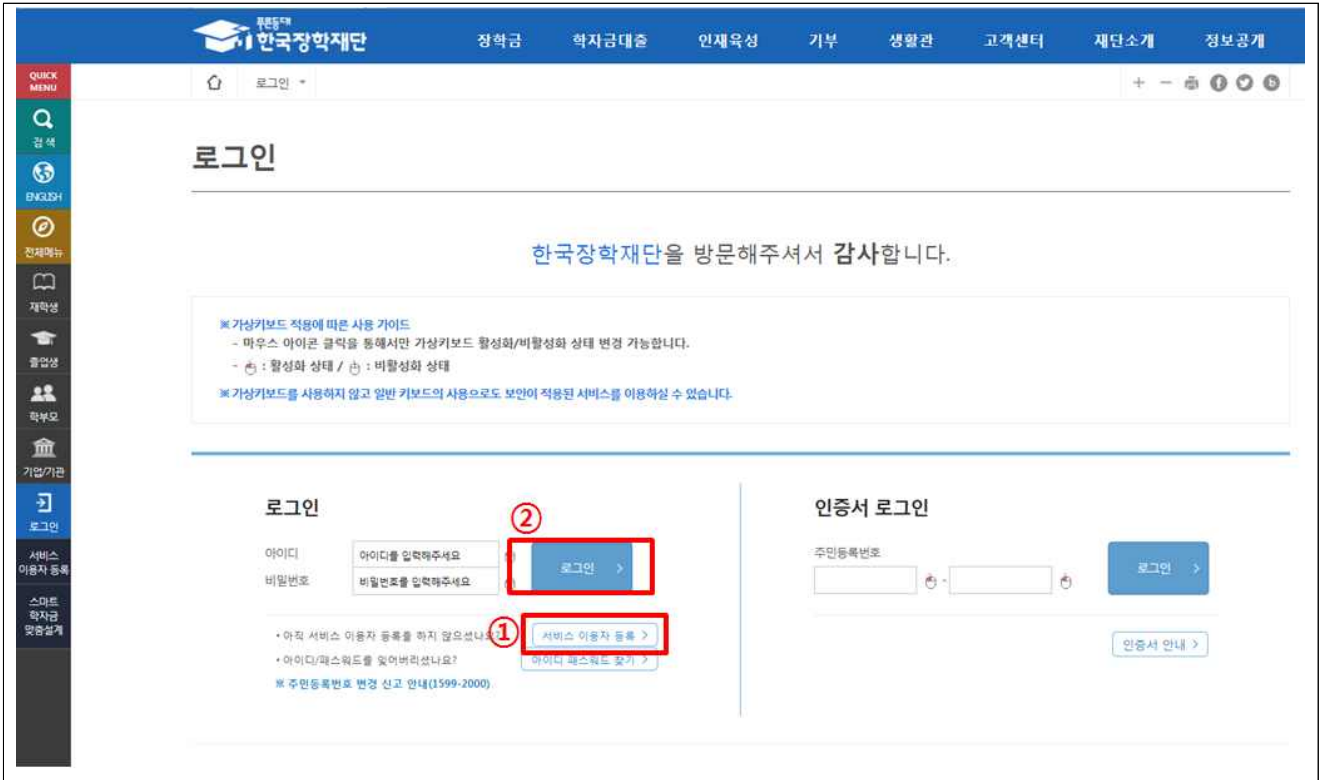 푸른등대
한국장학재단
장학금 학자금대출 인재육성 기부 생활관 고객센터 재단소개 정보공개
QUICK
MENU
로그인
검색
ENGLISH
전체메뉴
재학생
졸업생
학부모
기업/기관
로그인
서비스
이용자 등록
스마트
학자금
맞춤설계
로그인
한국장학재단을 방문해주셔서 감사합니다.
※ 가상키보드 적용에 따른 사용 가이드
- 마우스 아이콘 클릭을 통해서만 가상키보드 활성화/비활성화 상태 변경 가능합니다.
- : 활성화 상태 / : 비활성화 상태
※ 가상키보드를 사용하지 않고 일반 키보드의 사용으로도 보안이 적용된 서비스를 이용하실 수 있습니다.
로그인
②
아이디 아이디를 입력해주세요
비밀번호 비밀번호를 입력해주세요
로그인 >
• 아직 서비스 이용자 등록을 하지 않으셨나요? ① 서비스 이용자 등록 >
• 아이디/패스워드를 잊어버리셨나요? 아이디 패스워드 찾기 >
※ 주민등록번호 변경 신고 안내(1599-2000)
인증서 로그인
주민등록번호
-
로그인 >
인증서 안내 >